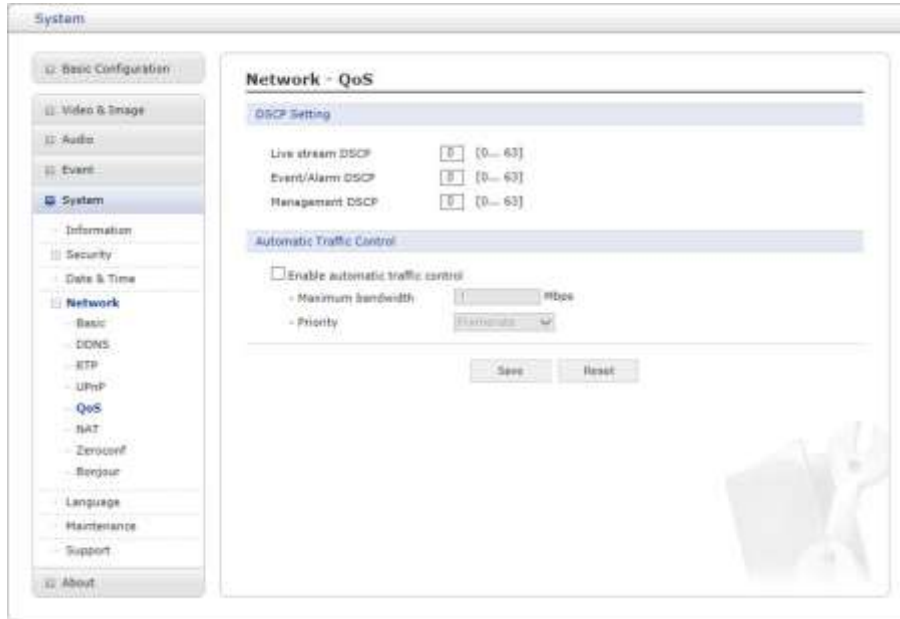 System
Basic Configuration
Video & Image
Audio
Event
System
Information
Security
Date & Time
Network
Basic
DDNS
RTP
UPnP
QoS
NAT
Zeroconf
Bonjour
Language
Maintenance
Support
About
Network - QoS
DSCP Setting
Live stream DSCP 0 [0... 63]
Event/Alarm DSCP 0 [0... 63]
Management DSCP 0 [0... 63]
Automatic Traffic Control
Enable automatic traffic control
- Maximum bandwidth 1 Mbps
- Priority Framerate
Save Reset